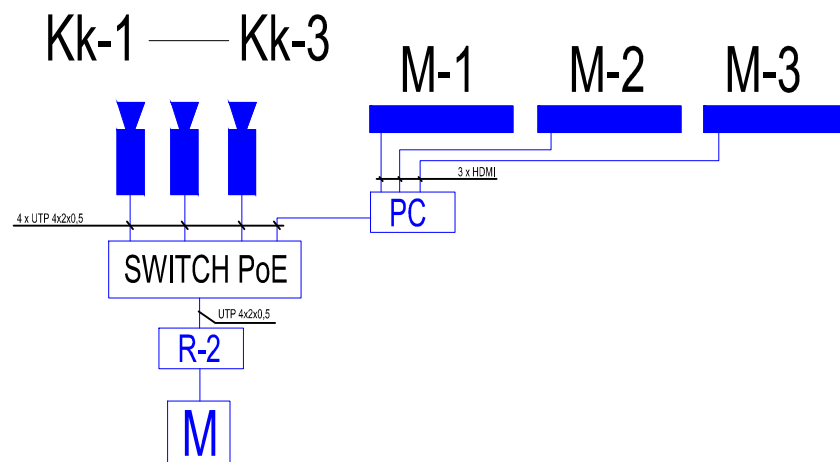 Kk-1 — Kk-3
M-1 M-2 M-3
3 x HDMI
PC
4 x UTP 4x2x0,5
SWITCH PoE
UTP 4x2x0,5
R-2
M